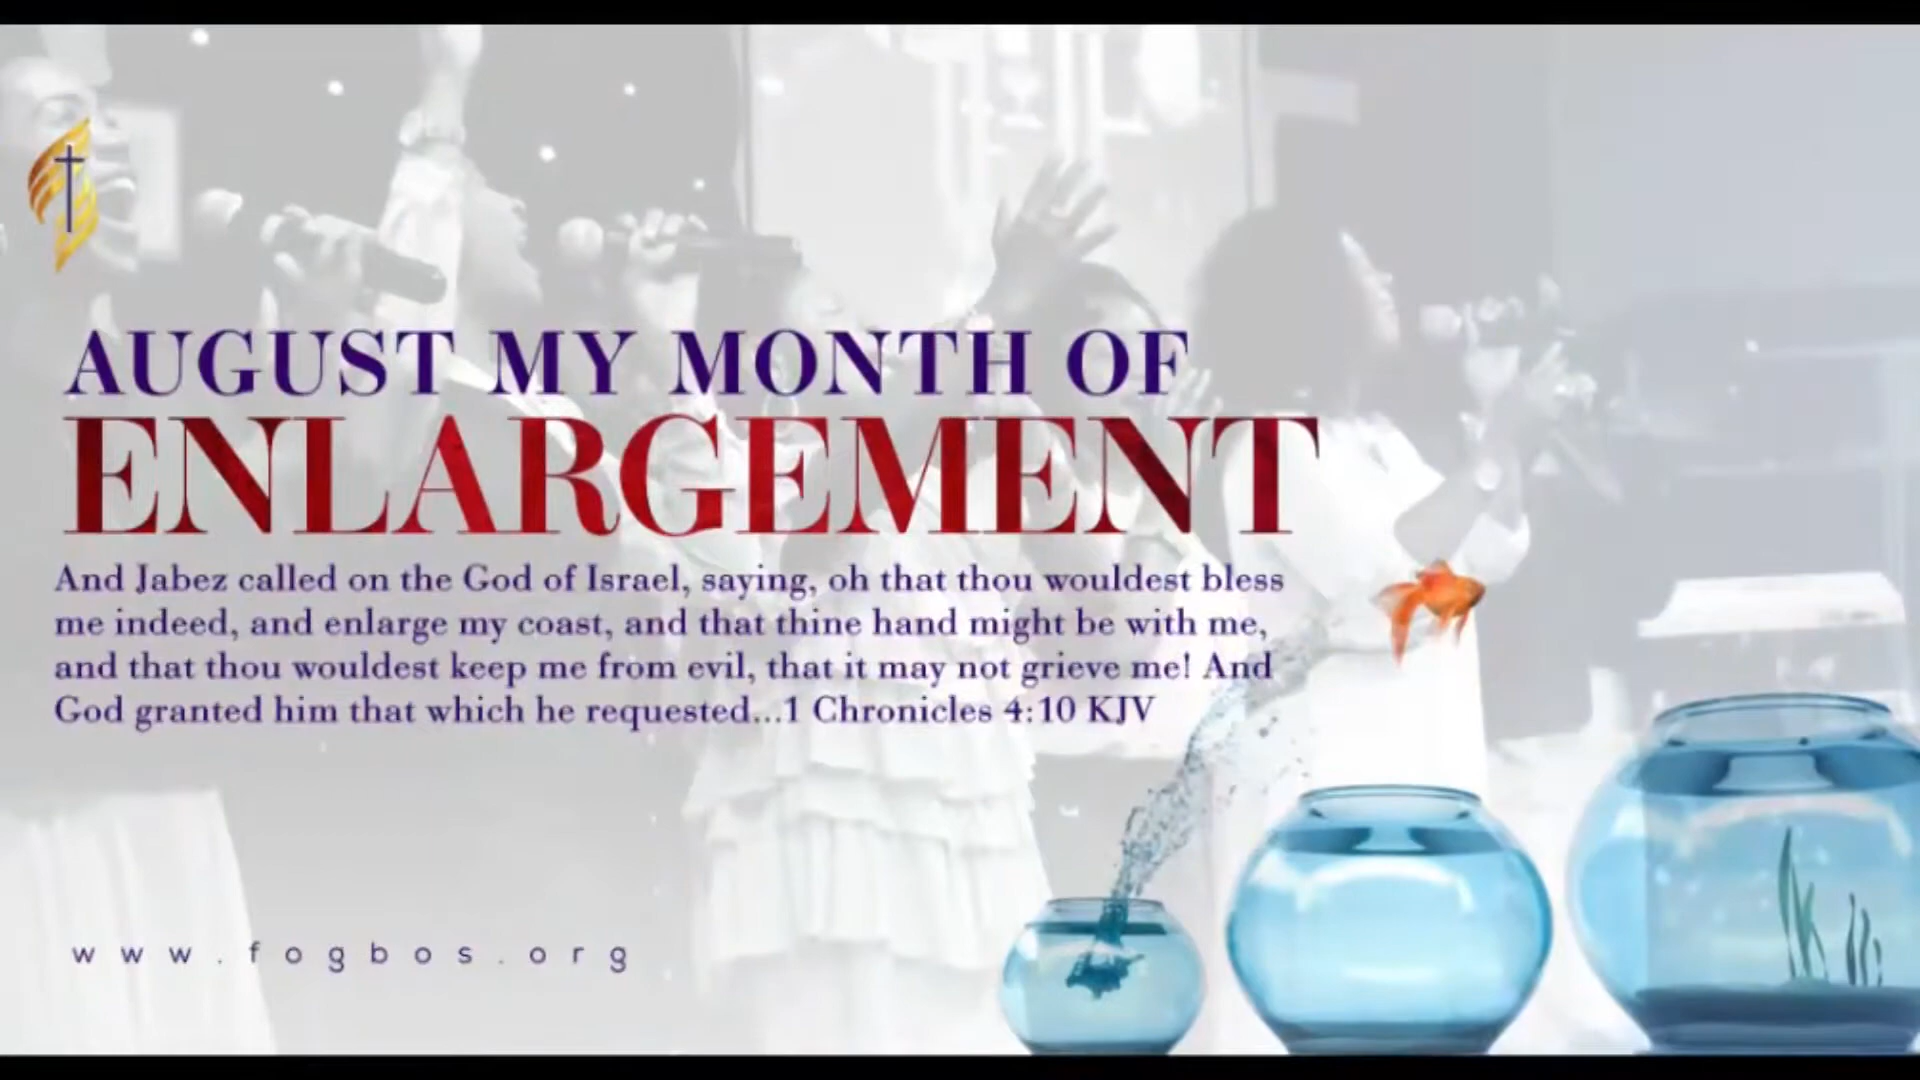 AUGUST MY MONTH OF
ENLARGEMENT
And Jabez called on the God of Israel, saying, oh that thou wouldest bless
me indeed, and enlarge my coast, and that thine hand might be with me,
and that thou wouldest keep me from evil, that it may not grieve me! And
God granted him that which he requested...1 Chronicles 4:10 KJV
www.fogbos.org